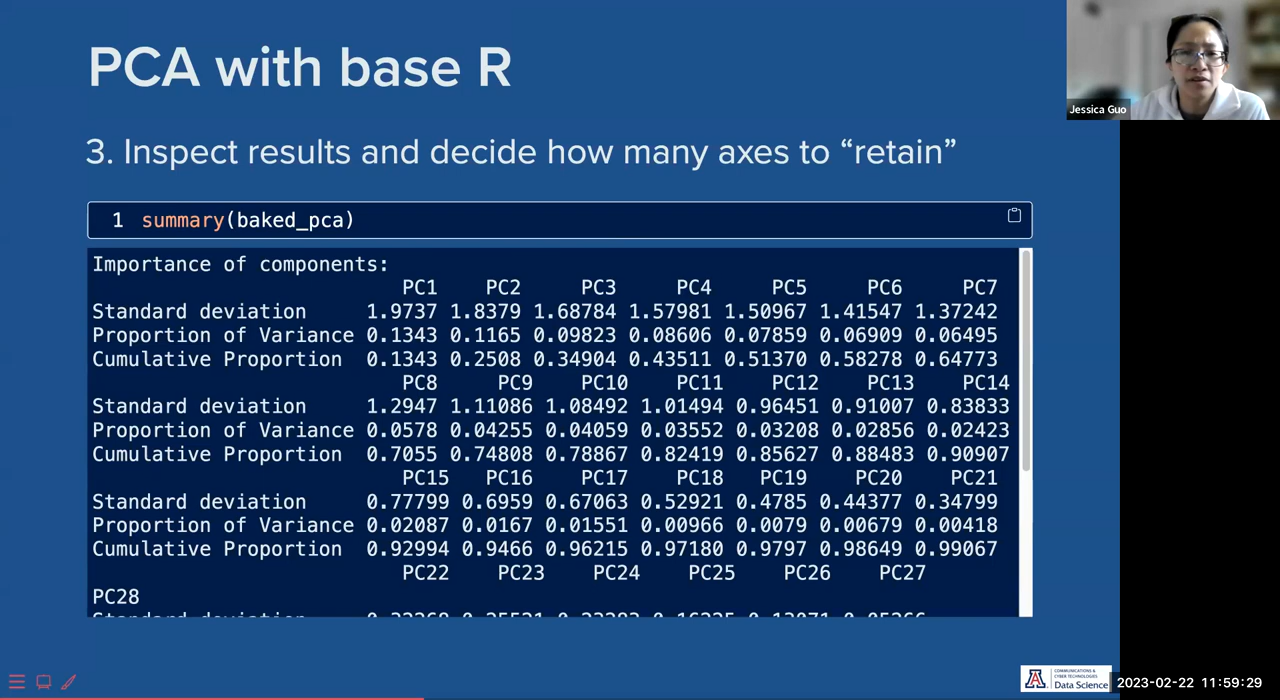 PCA with base R
Jessica Guo
3. Inspect results and decide how many axes to “retain”
1 summary(baked_pca)
Importance of components:
PC1 PC2 PC3 PC4 PC5 PC6 PC7
Standard deviation 1.9737 1.8379 1.68784 1.57981 1.50967 1.41547 1.37242
Proportion of Variance 0.1343 0.1165 0.09823 0.08606 0.07859 0.06909 0.06495
Cumulative Proportion 0.1343 0.2508 0.34904 0.43511 0.51370 0.58278 0.64773
PC8 PC9 PC10 PC11 PC12 PC13 PC14
Standard deviation 1.2947 1.11086 1.08492 1.01494 0.96451 0.91007 0.83833
Proportion of Variance 0.0578 0.04255 0.04059 0.03552 0.03208 0.02856 0.02423
Cumulative Proportion 0.7055 0.74808 0.78867 0.82419 0.85627 0.88483 0.90907
PC15 PC16 PC17 PC18 PC19 PC20 PC21
Standard deviation 0.77799 0.6959 0.67063 0.52921 0.4785 0.44377 0.34799
Proportion of Variance 0.02087 0.0167 0.01551 0.00966 0.0079 0.00679 0.00418
Cumulative Proportion 0.92994 0.9466 0.96215 0.97180 0.9797 0.98649 0.99067
PC22 PC23 PC24 PC25 PC26 PC27
PC28
Standard deviation
A
COMMUNICATIONS &
CYBER TECHNOLOGIES
Data Science
2023-02-22 11:59:29